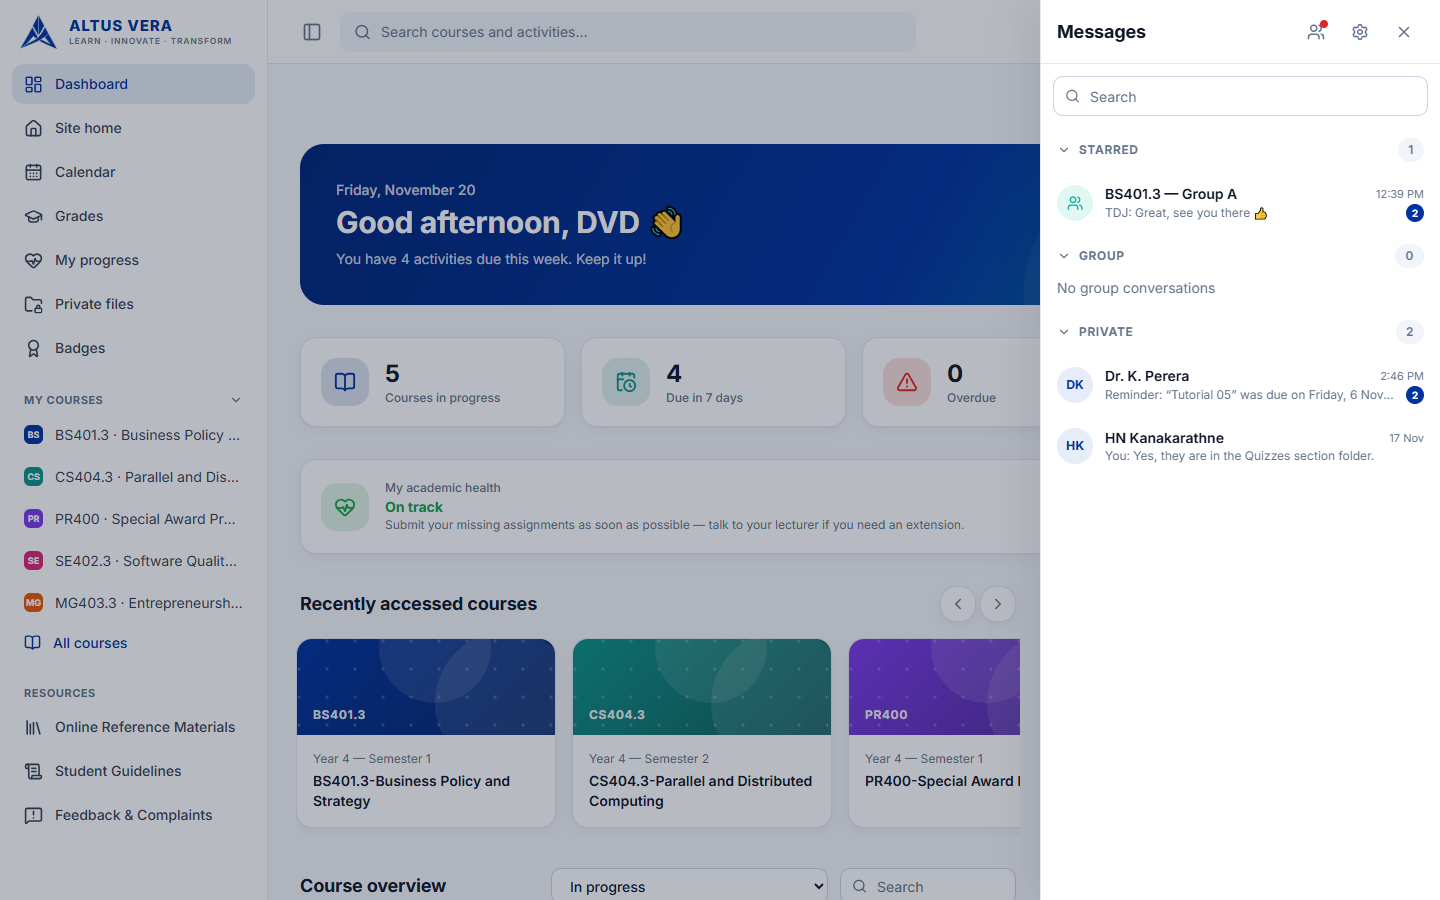 ALTUS VERA
LEARN · INNOVATE · TRANSFORM
Dashboard
Site home
Calendar
Grades
My progress
Private files
Badges
MY COURSES
BS BS401.3 · Business Policy ...
CS CS404.3 · Parallel and Dis...
PR PR400 · Special Award Pr...
SE SE402.3 · Software Qualit...
MG MG403.3 · Entrepreneursh...
All courses
RESOURCES
Online Reference Materials
Student Guidelines
Feedback & Complaints
Search courses and activities...
Friday, November 20
Good afternoon, DVD 👋
You have 4 activities due this week. Keep it up!
5
Courses in progress
4
Due in 7 days
0
Overdue
My academic health
On track
Submit your missing assignments as soon as possible — talk to your lecturer if you need an extension.
Recently accessed courses
BS401.3
Year 4 — Semester 1
BS401.3-Business Policy and
Strategy
CS404.3
Year 4 — Semester 2
CS404.3-Parallel and Distributed
Computing
PR400
Year 4 — Semester 1
PR400-Special Award
Course overview
In progress
Search
Messages
Search
STARRED 1
BS401.3 — Group A 12:39 PM
TDJ: Great, see you there 👍 2
GROUP 0
No group conversations
PRIVATE 2
DK Dr. K. Perera 2:46 PM
Reminder: “Tutorial 05” was due on Friday, 6 Nov... 2
HK HN Kanakarathne 17 Nov
You: Yes, they are in the Quizzes section folder.